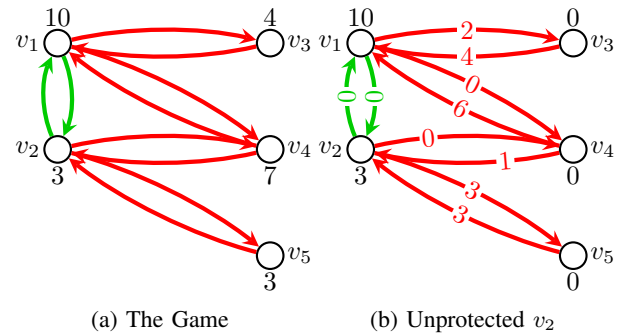 10 4 10 0
v₁ v₃ v₁ 2 v₃
4
0
0 0
6
v₂ v₄ v₂ 0 v₄
3 7 3 1 0
3
3
v₅ v₅
3 0
(a) The Game (b) Unprotected v₂